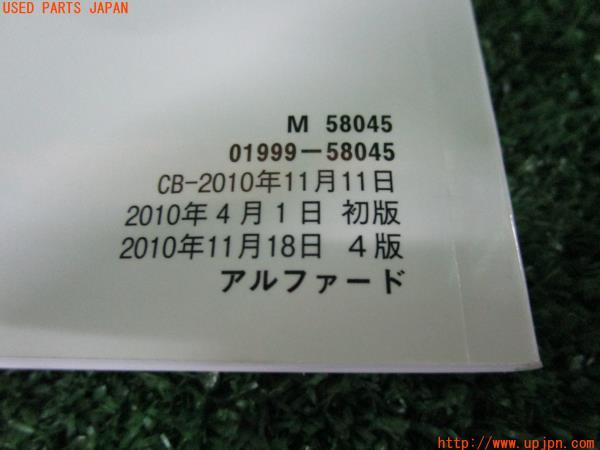 USED PARTS JAPAN
M 58045
01999-58045
CB-2010年11月11日
2010年4月1日 初版
2010年11月18日 4版
アルファード
http://www.upjpn.com/